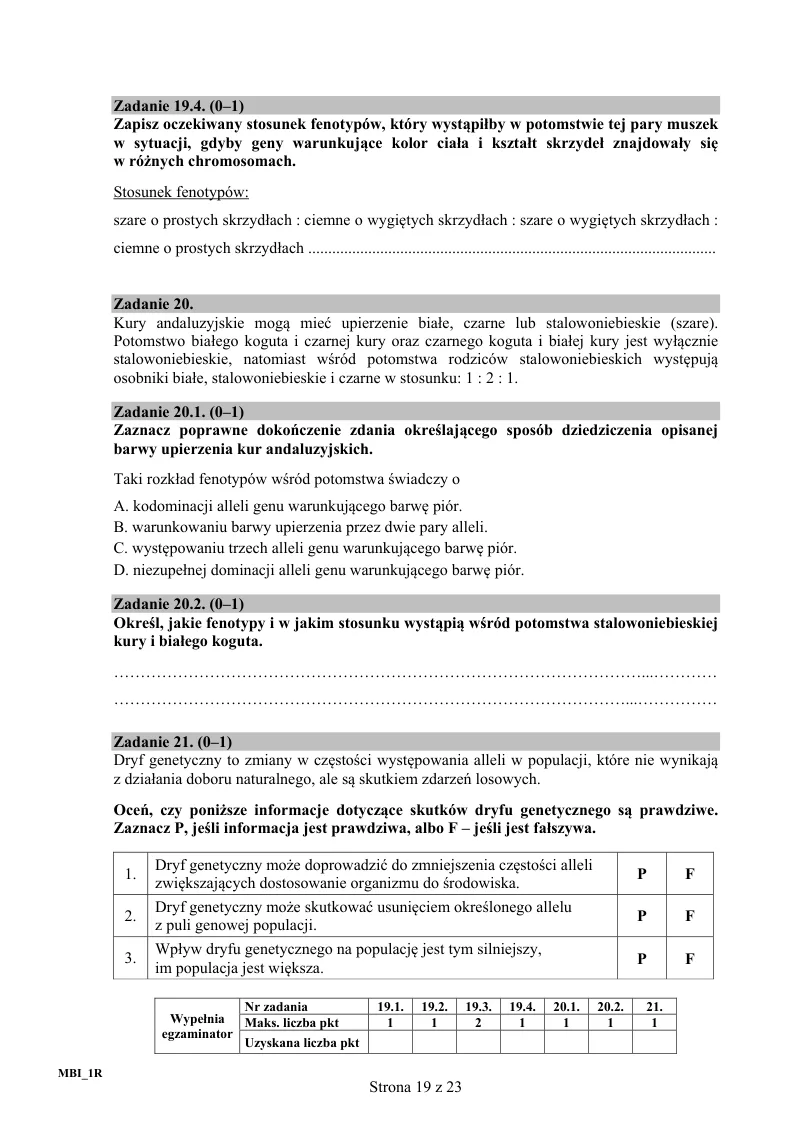 Zadanie 19.4. (0–1)
Zapisz oczekiwany stosunek fenotypów, który wystąpiłby w potomstwie tej pary muszek
w sytuacji, gdyby geny warunkujące kolor ciała i kształt skrzydeł znajdowały się
w różnych chromosomach.
Stosunek fenotypów:
szare o prostych skrzydłach : ciemne o wygiętych skrzydłach : szare o wygiętych skrzydłach :
ciemne o prostych skrzydłach ......................................................................................................
Zadanie 20.
Kury andaluzyjskie mogą mieć upierzenie białe, czarne lub stalowoniebieskie (szare).
Potomstwo białego koguta i czarnej kury oraz czarnego koguta i białej kury jest wyłącznie
stalowoniebieskie, natomiast wśród potomstwa rodziców stalowoniebieskich występują
osobniki białe, stalowoniebieskie i czarne w stosunku: 1 : 2 : 1.
Zadanie 20.1. (0–1)
Zaznacz poprawne dokończenie zdania określającego sposób dziedziczenia opisanej
barwy upierzenia kur andaluzyjskich.
Taki rozkład fenotypów wśród potomstwa świadczy o
A. kodominacji alleli genu warunkującego barwę piór.
B. warunkowaniu barwy upierzenia przez dwie pary alleli.
C. występowaniu trzech alleli genu warunkującego barwę piór.
D. niezupełnej dominacji alleli genu warunkującego barwę piór.
Zadanie 20.2. (0–1)
Określ, jakie fenotypy i w jakim stosunku wystąpią wśród potomstwa stalowoniebieskiej
kury i białego koguta.
…………………………………………………………………………………………...…………
………………………………………………………………………………………...……………
Zadanie 21. (0–1)
Dryf genetyczny to zmiany w częstości występowania alleli w populacji, które nie wynikają
z działania doboru naturalnego, ale są skutkiem zdarzeń losowych.
Oceń, czy poniższe informacje dotyczące skutków dryfu genetycznego są prawdziwe.
Zaznacz P, jeśli informacja jest prawdziwa, albo F – jeśli jest fałszywa.
1. Dryf genetyczny może doprowadzić do zmniejszenia częstości alleli
zwiększających dostosowanie organizmu do środowiska. P F
2. Dryf genetyczny może skutkować usunięciem określonego allelu
z puli genowej populacji. P F
3. Wpływ dryfu genetycznego na populację jest tym silniejszy,
im populacja jest większa. P F
Wypełnia
egzaminator
Nr zadania 19.1. 19.2. 19.3. 19.4. 20.1. 20.2. 21.
Maks. liczba pkt 1 1 2 1 1 1 1
Uzyskana liczba pkt
MBI_1R
Strona 19 z 23